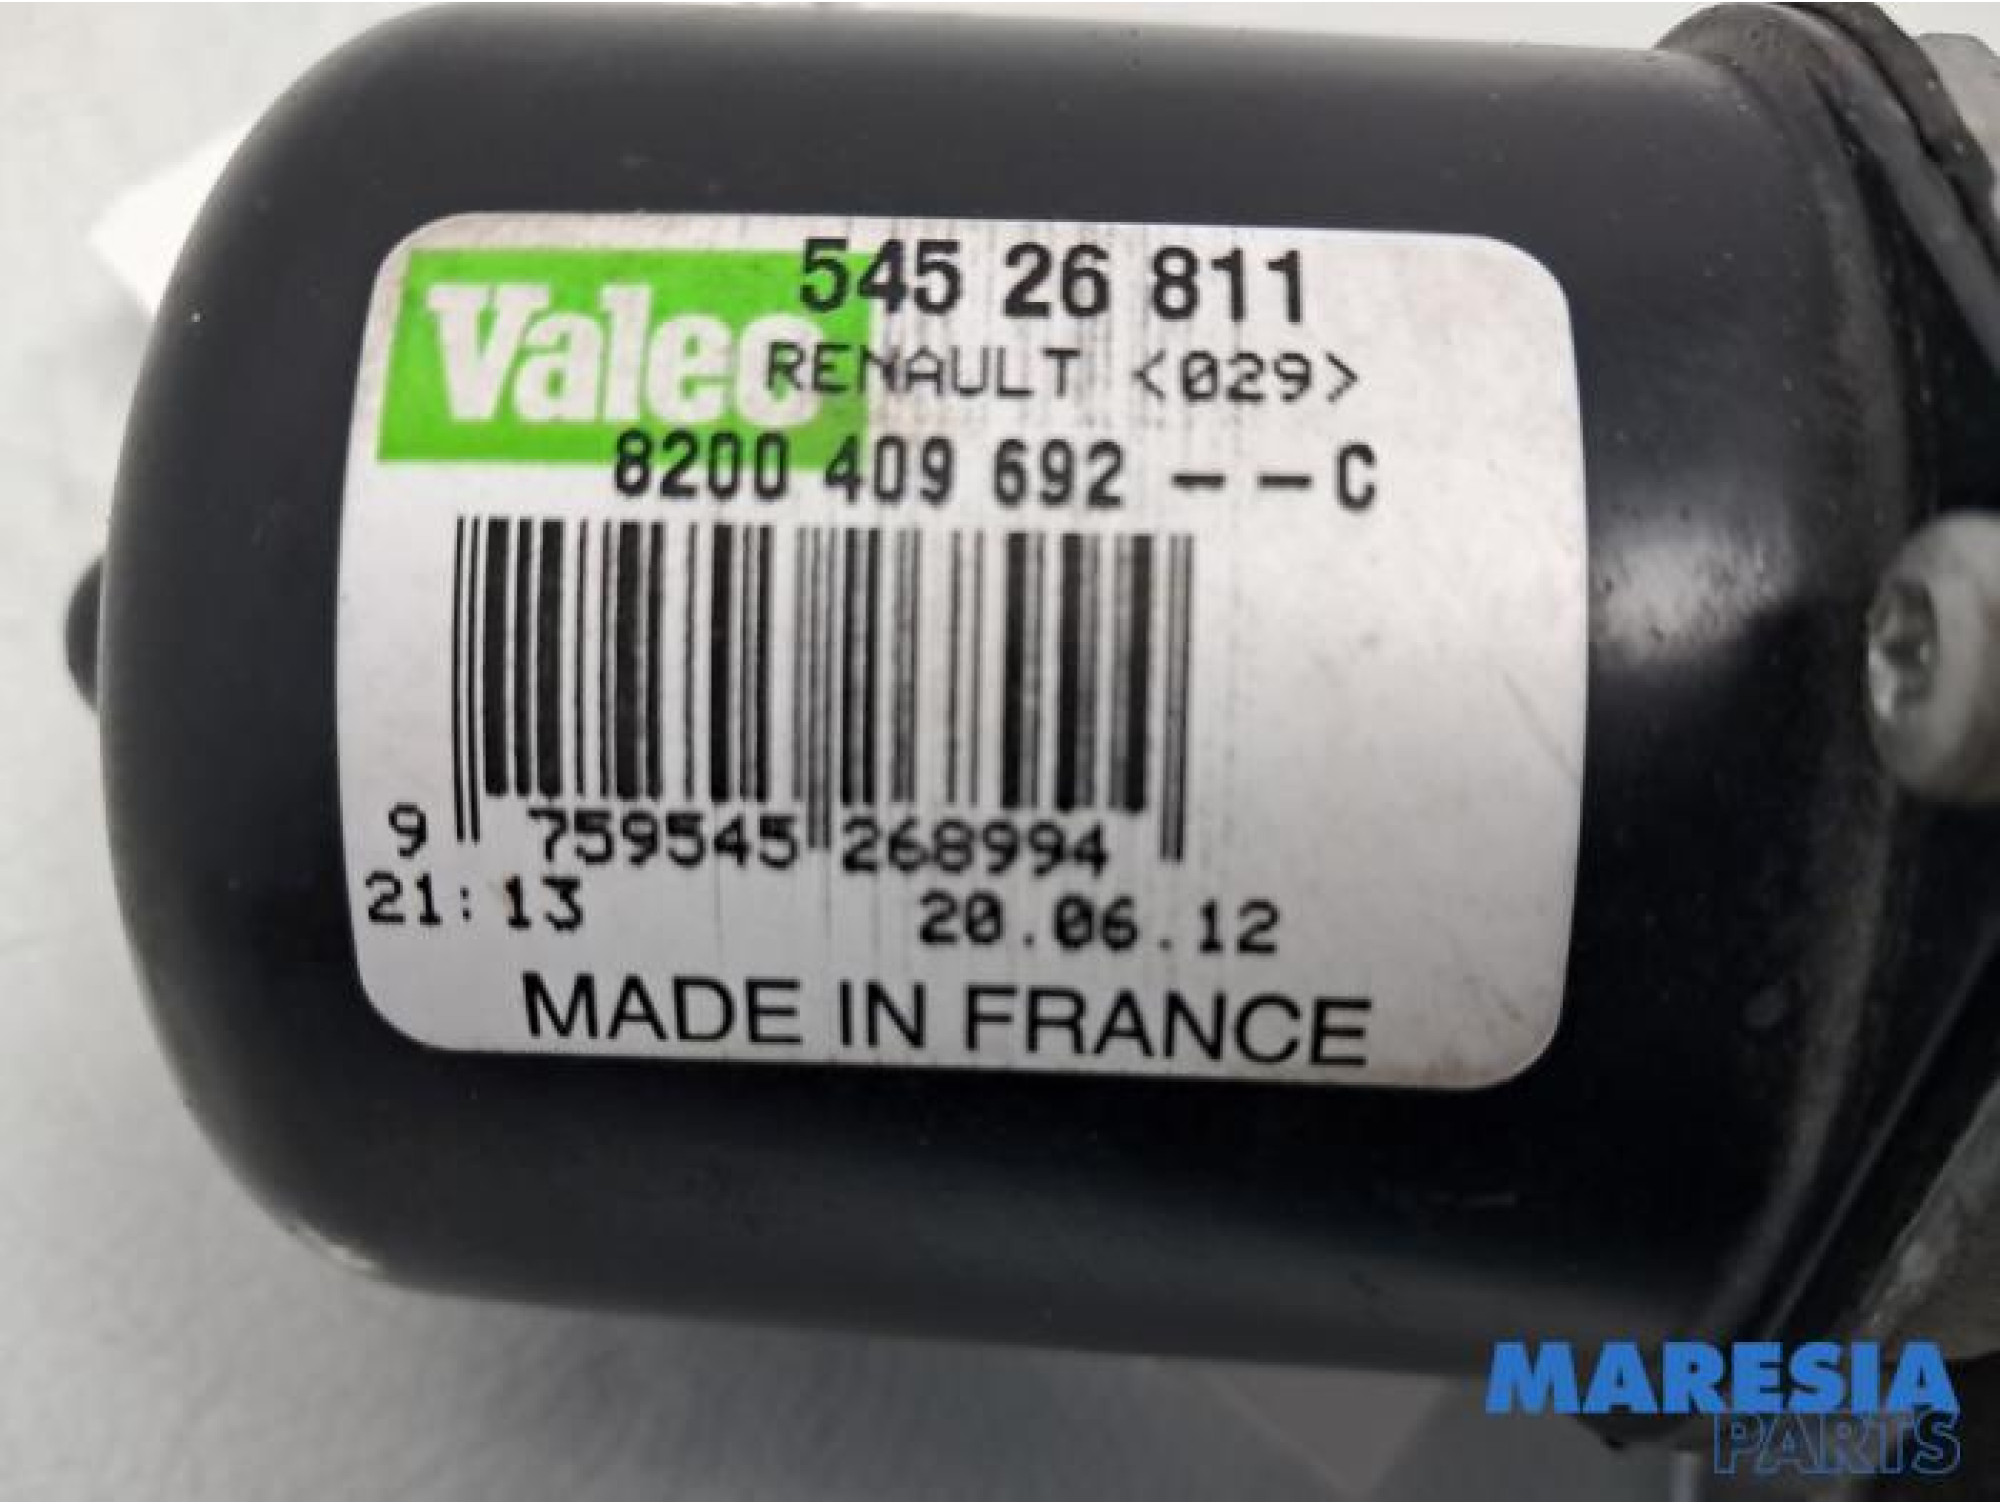 Valeo 545 26 811
RENAULT <029>
8200 409 692 --C
9 759545 268994
21:13 20.06.12
MADE IN FRANCE
MARESIA
PARTS